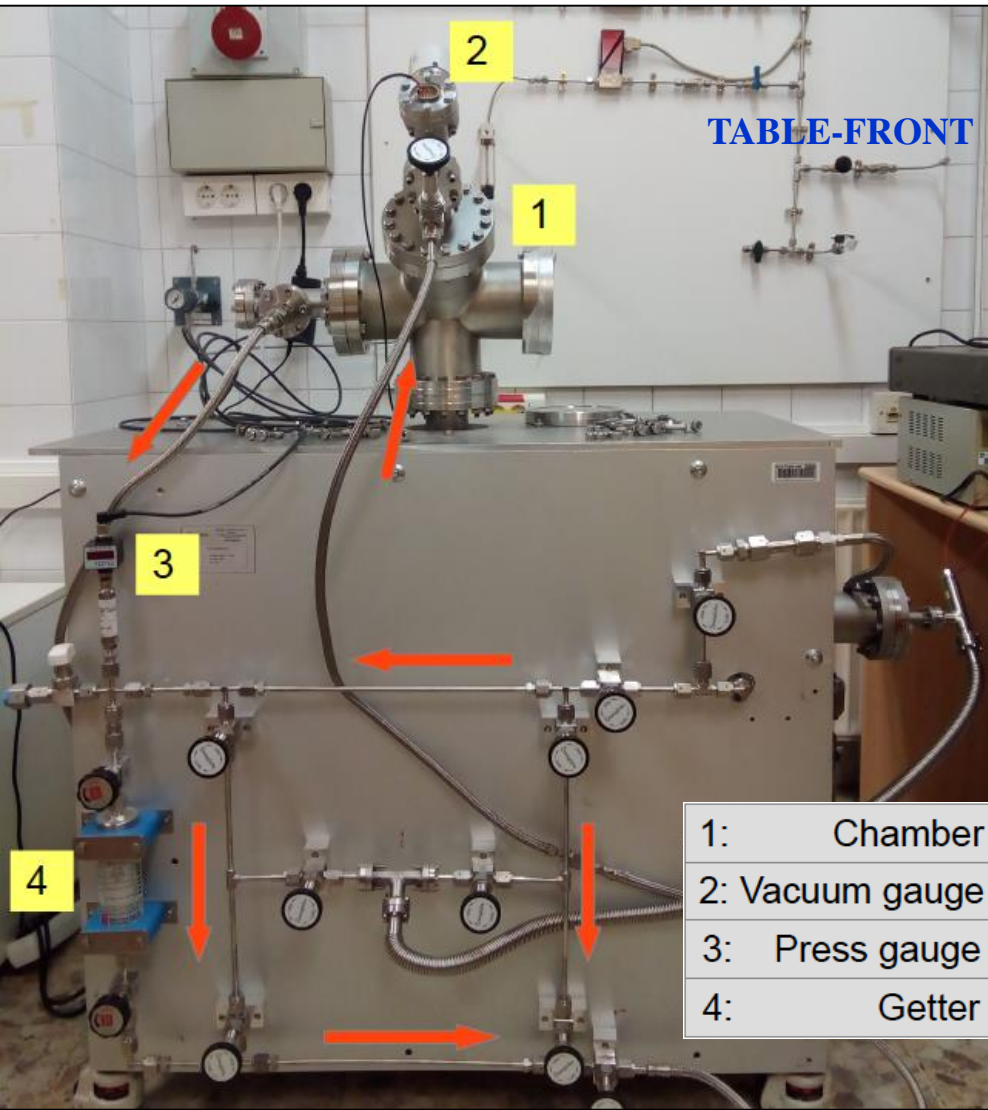 2
TABLE-FRONT
1
3
4
1: Chamber
2: Vacuum gauge
3: Press gauge
4: Getter